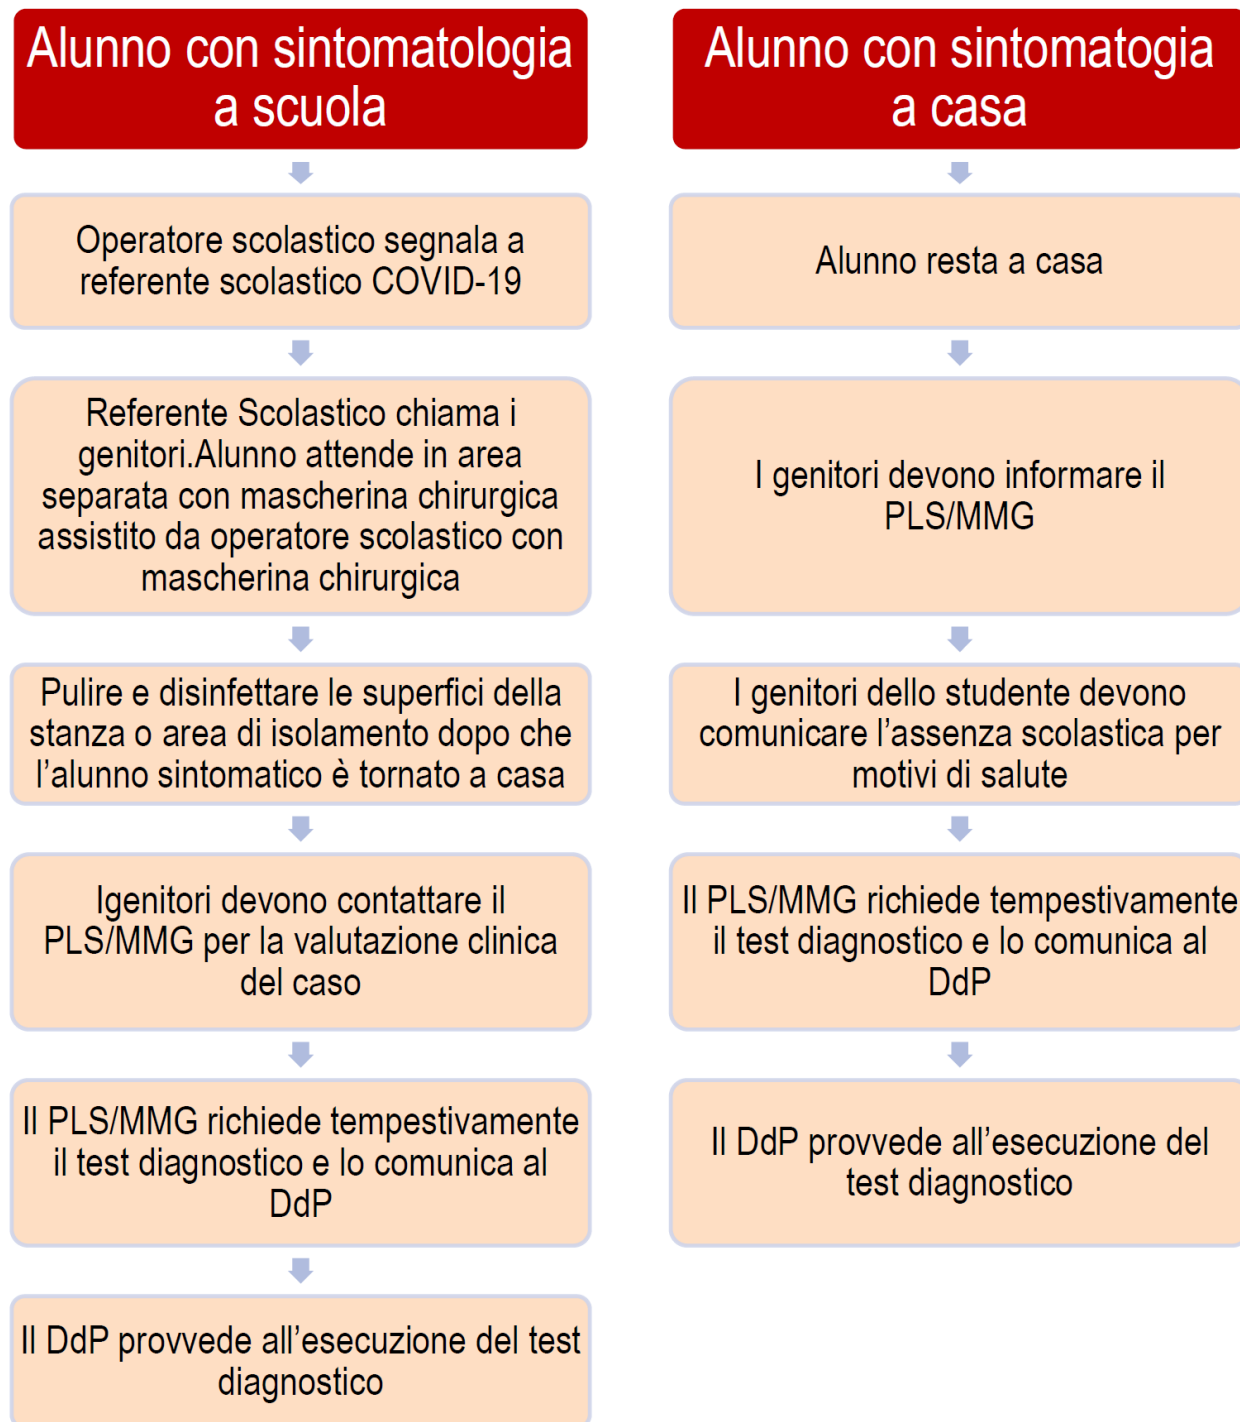 Alunno con sintomatologia
a scuola
Operatore scolastico segnala a
referente scolastico COVID-19
Referente Scolastico chiama i
genitori.Alunno attende in area
separata con mascherina chirurgica
assistito da operatore scolastico con
mascherina chirurgica
Pulire e disinfettare le superfici della
stanza o area di isolamento dopo che
l’alunno sintomatico è tornato a casa
Igenitori devono contattare il
PLS/MMG per la valutazione clinica
del caso
Il PLS/MMG richiede tempestivamente
il test diagnostico e lo comunica al
DdP
Il DdP provvede all’esecuzione del test
diagnostico
Alunno con sintomatogia
a casa
Alunno resta a casa
I genitori devono informare il
PLS/MMG
I genitori dello studente devono
comunicare l’assenza scolastica per
motivi di salute
Il PLS/MMG richiede tempestivamente
il test diagnostico e lo comunica al
DdP
Il DdP provvede all’esecuzione del
test diagnostico